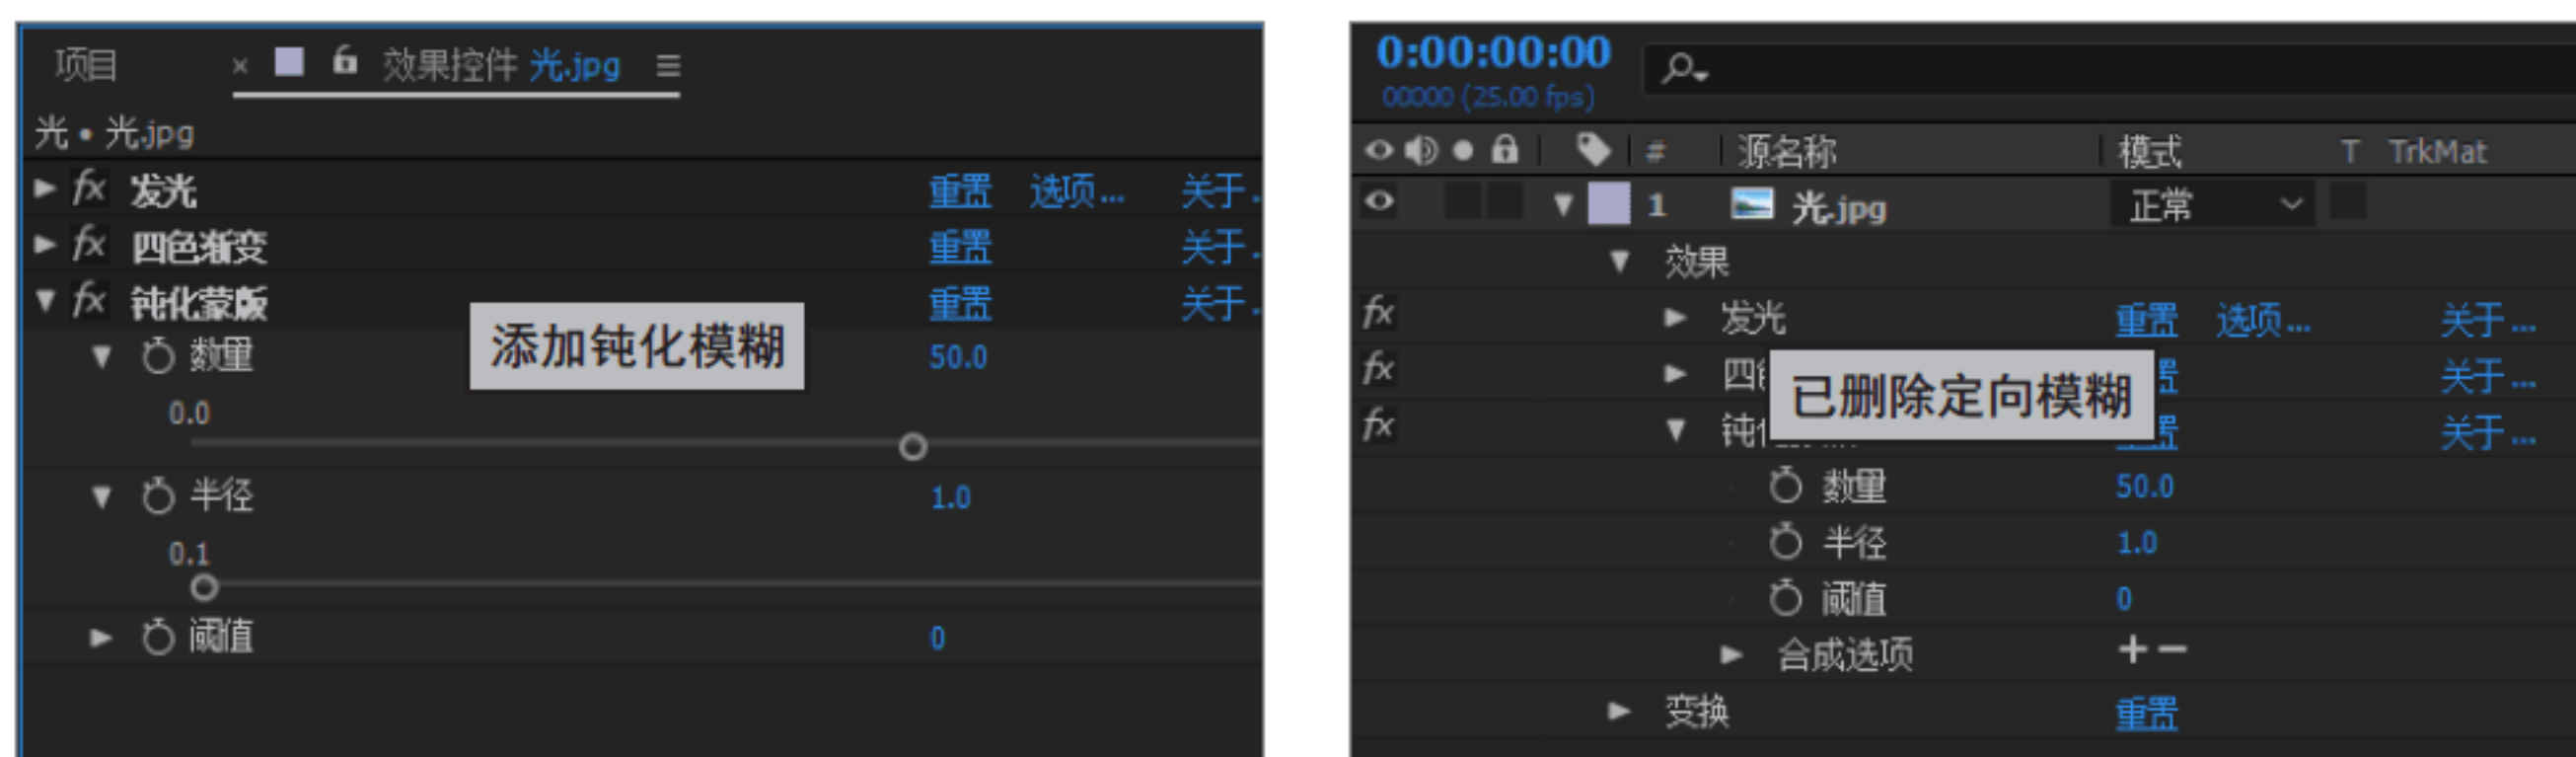 项目 × 效果控件 光.jpg
光 • 光.jpg
fx 发光 重置 选项... 关于.
fx 四色渐变 重置 关于.
fx 钝化蒙版 重置 关于.
添加钝化模糊
数量 50.0
0.0
半径 1.0
0.1
阈值 0
0:00:00:00
00000 (25.00 fps)
# 源名称 模式 T TrkMat
1 光.jpg 正常
效果
fx 发光 重置 选项... 关于...
fx 四 置 关于...
已删除定向模糊
fx 钝 置 关于...
数量 50.0
半径 1.0
阈值 0
合成选项 +−
变换 重置